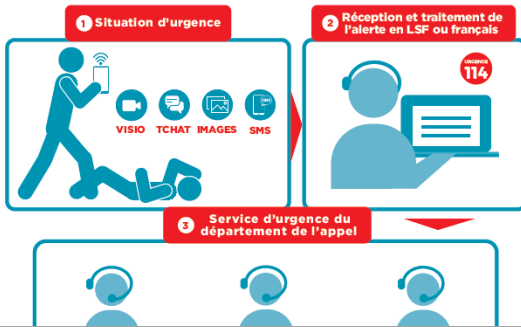 1 Situation d'urgence
VISIO TCHAT IMAGES SMS
2 Réception et traitement de
l'alerte en LSF ou français
URGENCE
114
3 Service d'urgence du
département de l'appel